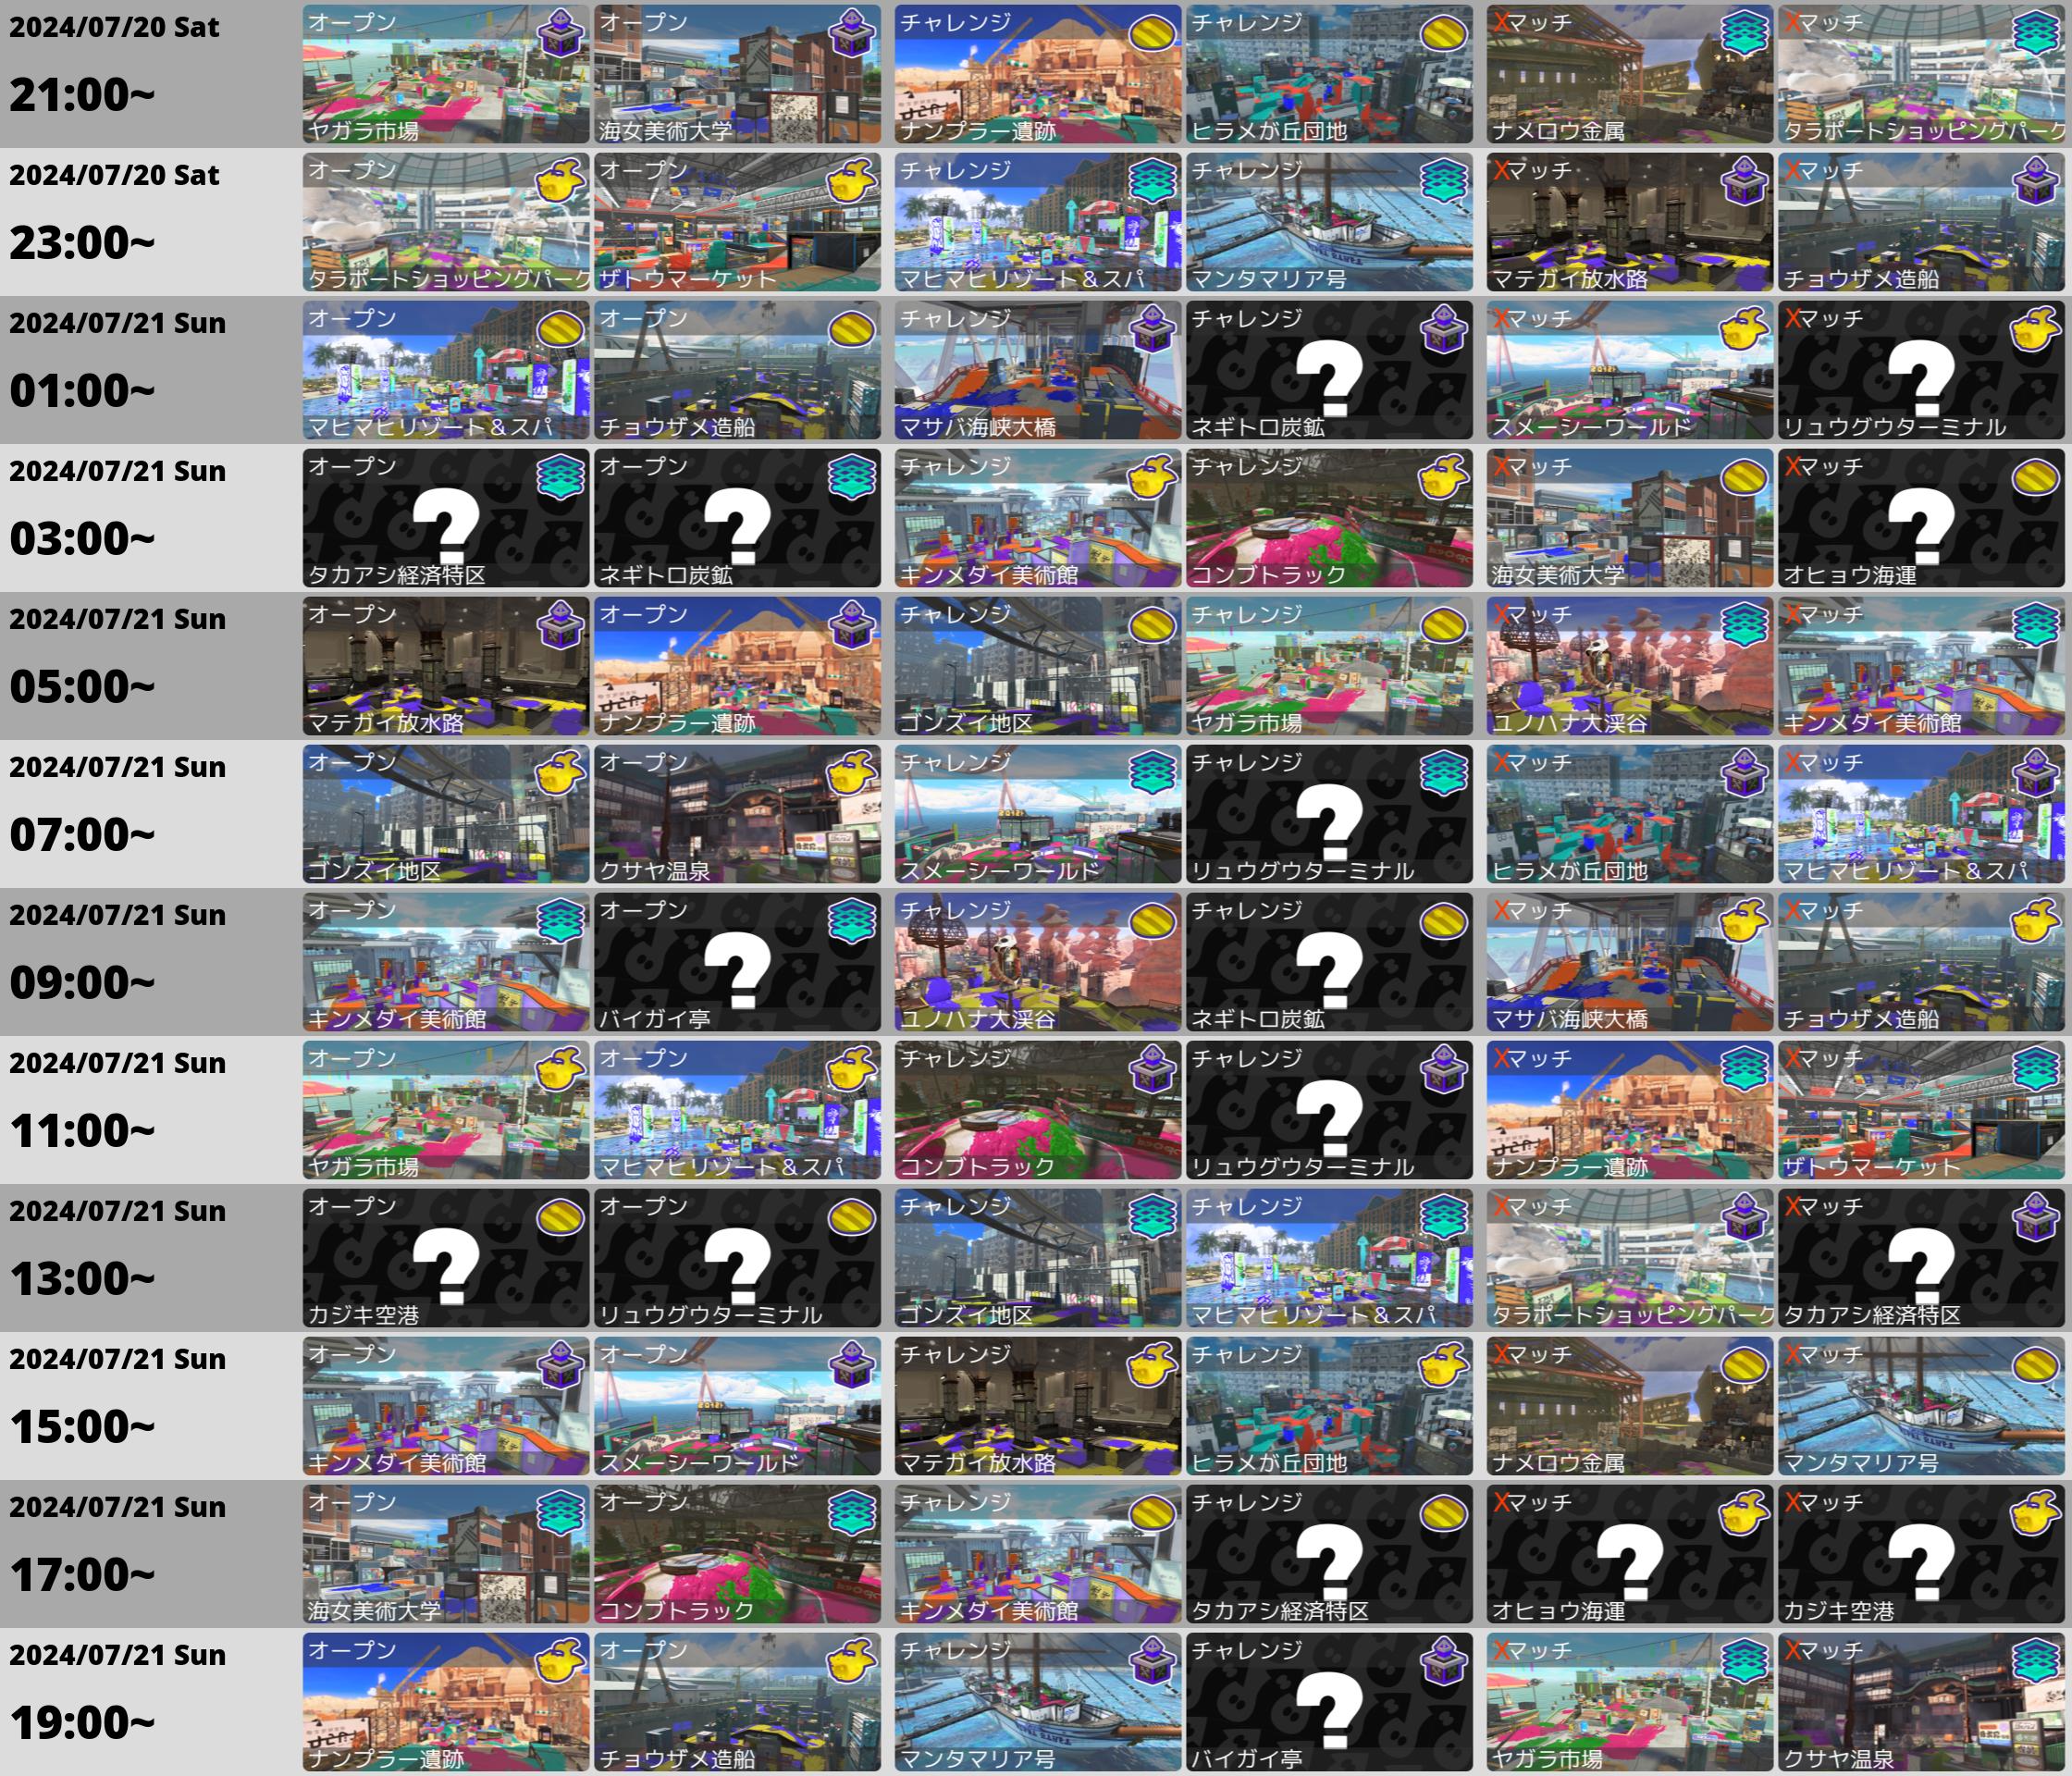 2024/07/20 Sat
21:00~
オープン オープン チャレンジ チャレンジ Xマッチ Xマッチ
ヤガラ市場 海女美術大学 ナンプラー遺跡 ヒラメが丘団地 ナメロウ金属 タラポートショッピングパーク
2024/07/20 Sat
23:00~
オープン オープン チャレンジ チャレンジ Xマッチ Xマッチ
タラポートショッピングパーク ザトウマーケット マヒマヒリゾート＆スパ マンタマリア号 マテガイ放水路 チョウザメ造船
2024/07/21 Sun
01:00~
オープン オープン チャレンジ チャレンジ Xマッチ Xマッチ
マヒマヒリゾート＆スパ チョウザメ造船 マサバ海峡大橋 ネギトロ炭鉱 スメーシーワールド リュウグウターミナル
2024/07/21 Sun
03:00~
オープン オープン チャレンジ チャレンジ Xマッチ Xマッチ
タカアシ経済特区 ネギトロ炭鉱 キンメダイ美術館 コンブトラック 海女美術大学 オヒョウ海運
2024/07/21 Sun
05:00~
オープン オープン チャレンジ チャレンジ Xマッチ Xマッチ
マテガイ放水路 ナンプラー遺跡 ゴンズイ地区 ヤガラ市場 ユノハナ大渓谷 キンメダイ美術館
2024/07/21 Sun
07:00~
オープン オープン チャレンジ チャレンジ Xマッチ Xマッチ
ゴンズイ地区 クサヤ温泉 スメーシーワールド リュウグウターミナル ヒラメが丘団地 マヒマヒリゾート＆スパ
2024/07/21 Sun
09:00~
オープン オープン チャレンジ チャレンジ Xマッチ Xマッチ
キンメダイ美術館 バイガイ亭 ユノハナ大渓谷 ネギトロ炭鉱 マサバ海峡大橋 チョウザメ造船
2024/07/21 Sun
11:00~
オープン オープン チャレンジ チャレンジ Xマッチ Xマッチ
ヤガラ市場 マヒマヒリゾート＆スパ コンブトラック リュウグウターミナル ナンプラー遺跡 ザトウマーケット
2024/07/21 Sun
13:00~
オープン オープン チャレンジ チャレンジ Xマッチ Xマッチ
カジキ空港 リュウグウターミナル ゴンズイ地区 マヒマヒリゾート＆スパ タラポートショッピングパーク タカアシ経済特区
2024/07/21 Sun
15:00~
オープン オープン チャレンジ チャレンジ Xマッチ Xマッチ
キンメダイ美術館 スメーシーワールド マテガイ放水路 ヒラメが丘団地 ナメロウ金属 マンタマリア号
2024/07/21 Sun
17:00~
オープン オープン チャレンジ チャレンジ Xマッチ Xマッチ
海女美術大学 コンブトラック キンメダイ美術館 タカアシ経済特区 オヒョウ海運 カジキ空港
2024/07/21 Sun
19:00~
オープン オープン チャレンジ チャレンジ Xマッチ Xマッチ
ナンプラー遺跡 チョウザメ造船 マンタマリア号 バイガイ亭 ヤガラ市場 クサヤ温泉